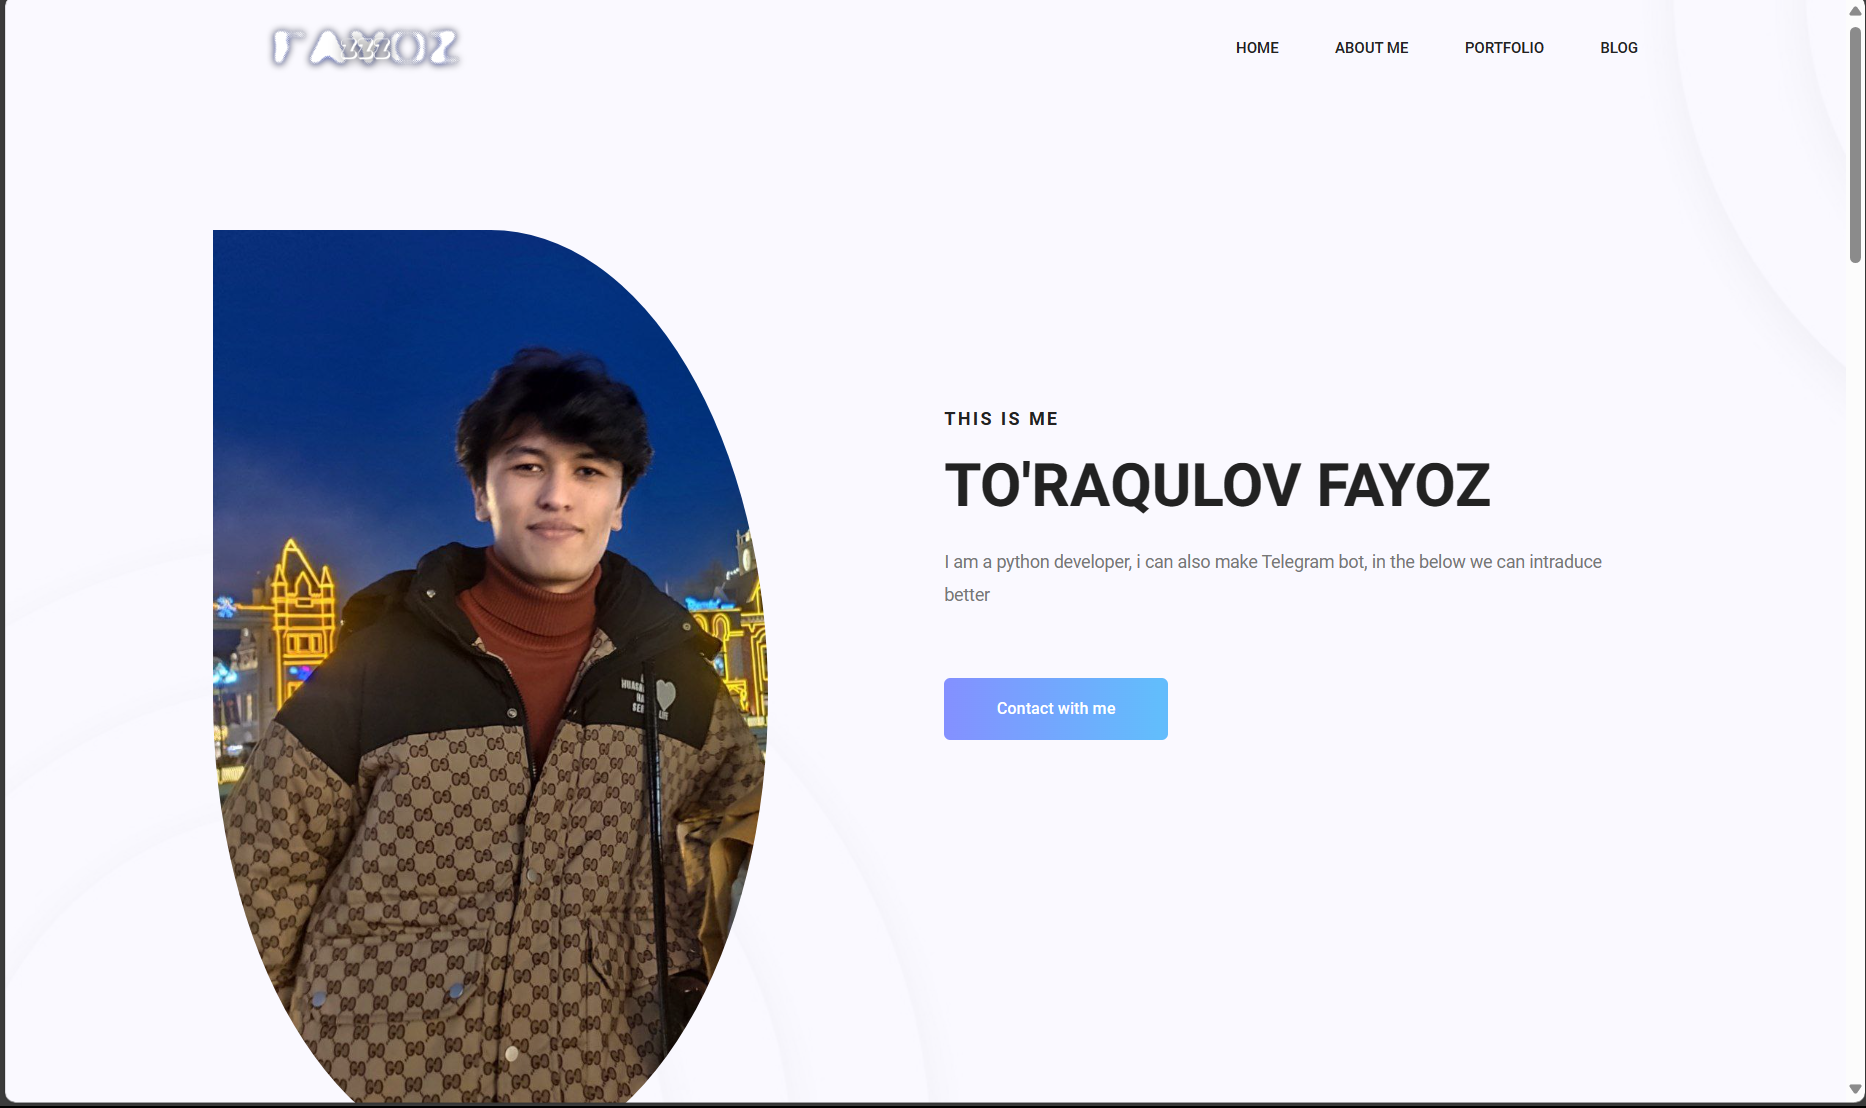 FAYOZ
HOME ABOUT ME PORTFOLIO BLOG
THIS IS ME
TO'RAQULOV FAYOZ
I am a python developer, i can also make Telegram bot, in the below we can intraduce
better
Contact with me
LIFE